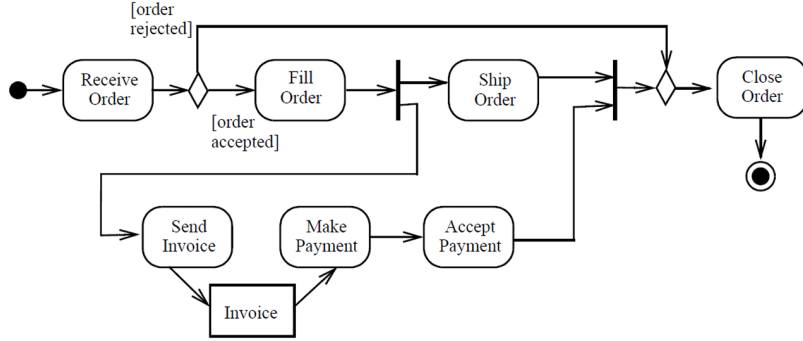 [order
rejected]
Receive
Order
Fill
Order
Ship
Order
Close
Order
[order
accepted]
Send
Invoice
Make
Payment
Accept
Payment
Invoice